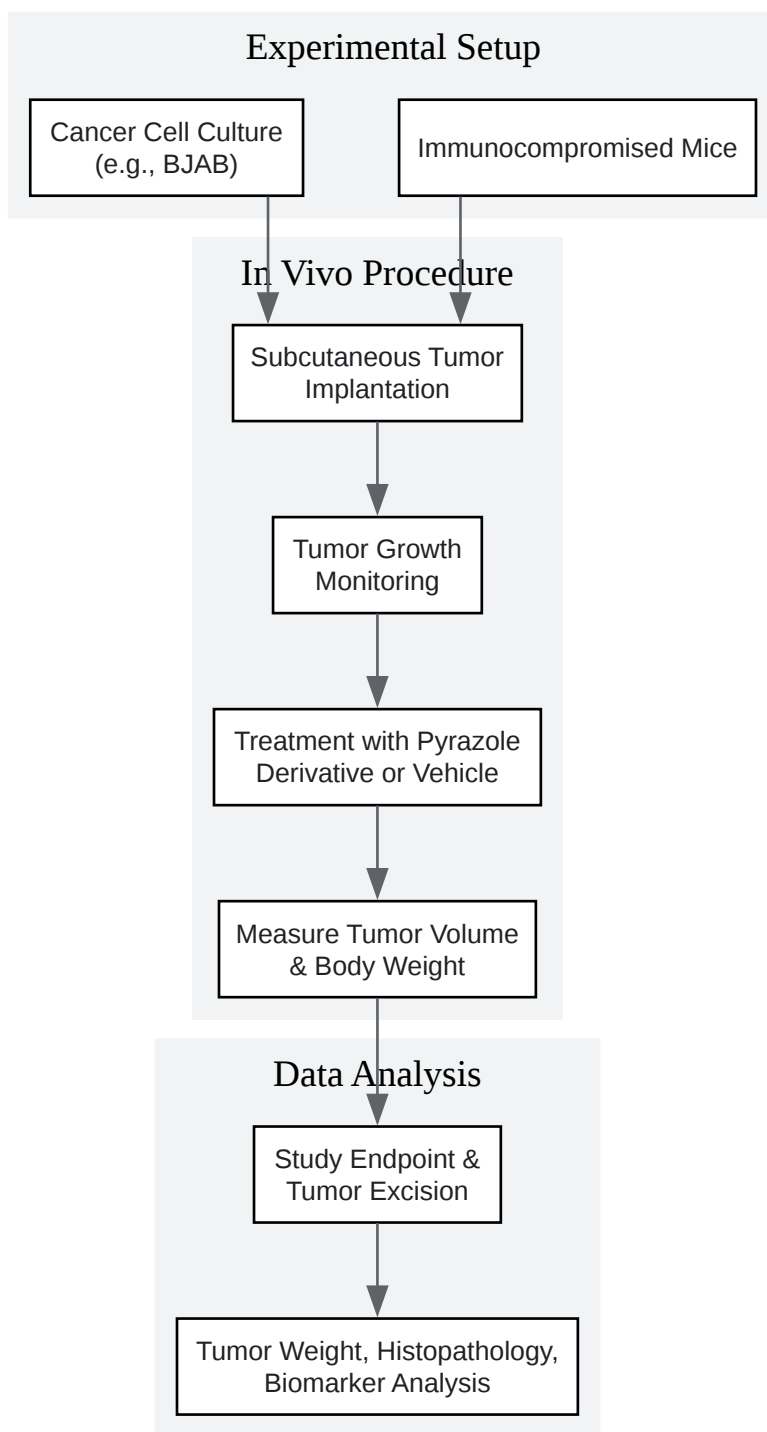 Experimental Setup
Cancer Cell Culture
(e.g., BJAB)
Immunocompromised Mice
In Vivo Procedure
Subcutaneous Tumor
Implantation
Tumor Growth
Monitoring
Treatment with Pyrazole
Derivative or Vehicle
Measure Tumor Volume
& Body Weight
Data Analysis
Study Endpoint &
Tumor Excision
Tumor Weight, Histopathology,
Biomarker Analysis